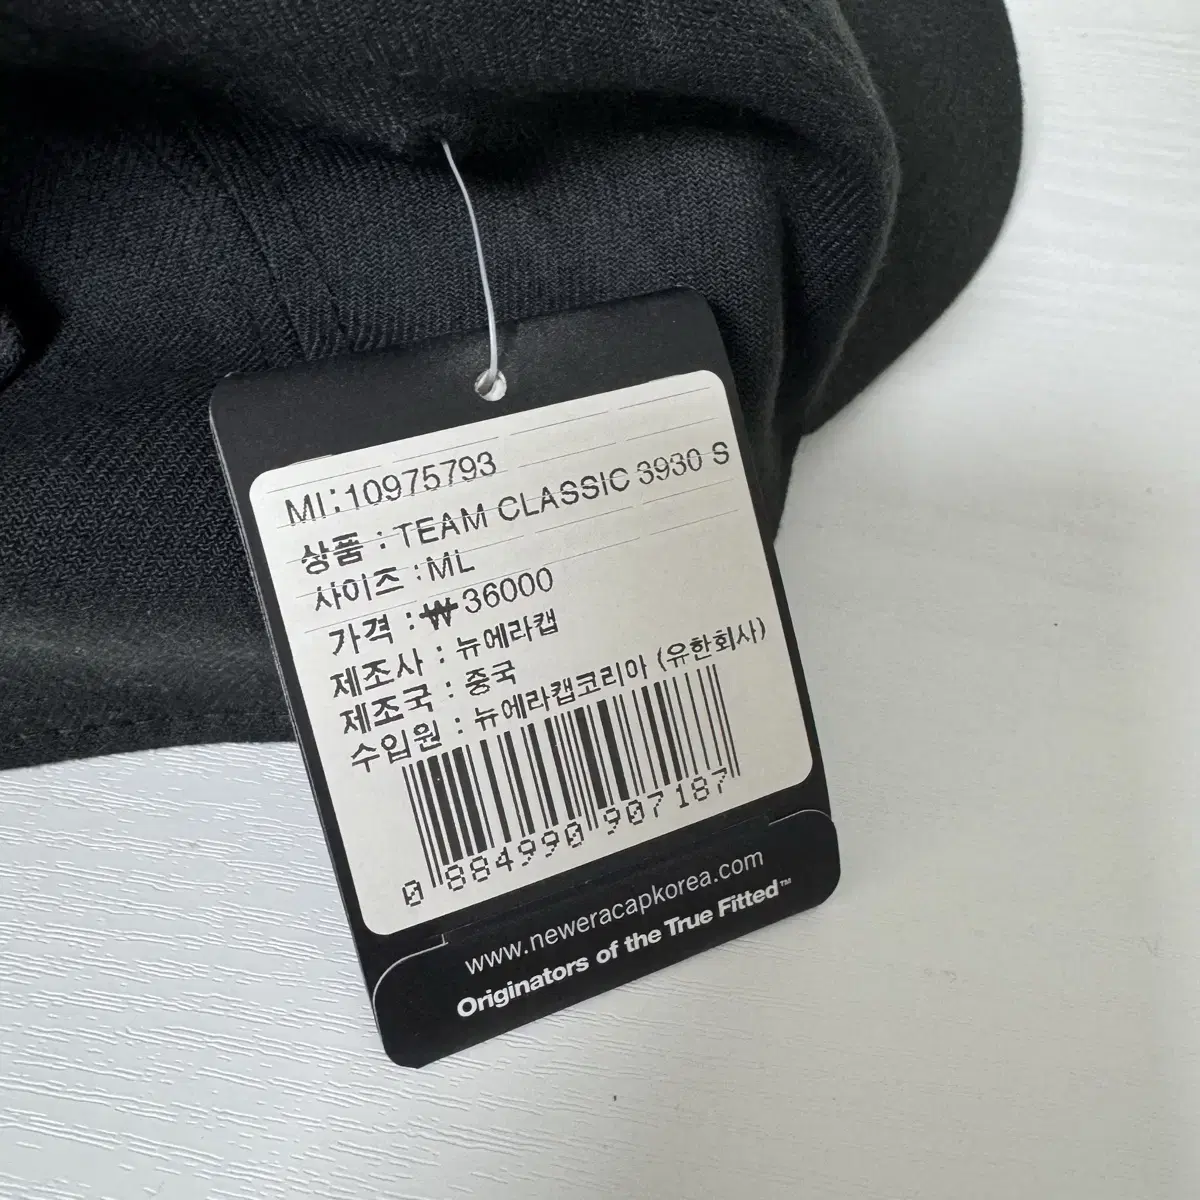 MI:10975793
상품 : TEAM CLASSIC 3930 S
사이즈 : ML
가격 : ₩36000
제조사 : 뉴에라캡
제조국 : 중국
수입원 : 뉴에라캡코리아 (유한회사)
0 884990 907187
www.neweracapkorea.com
Originators of the True Fitted™